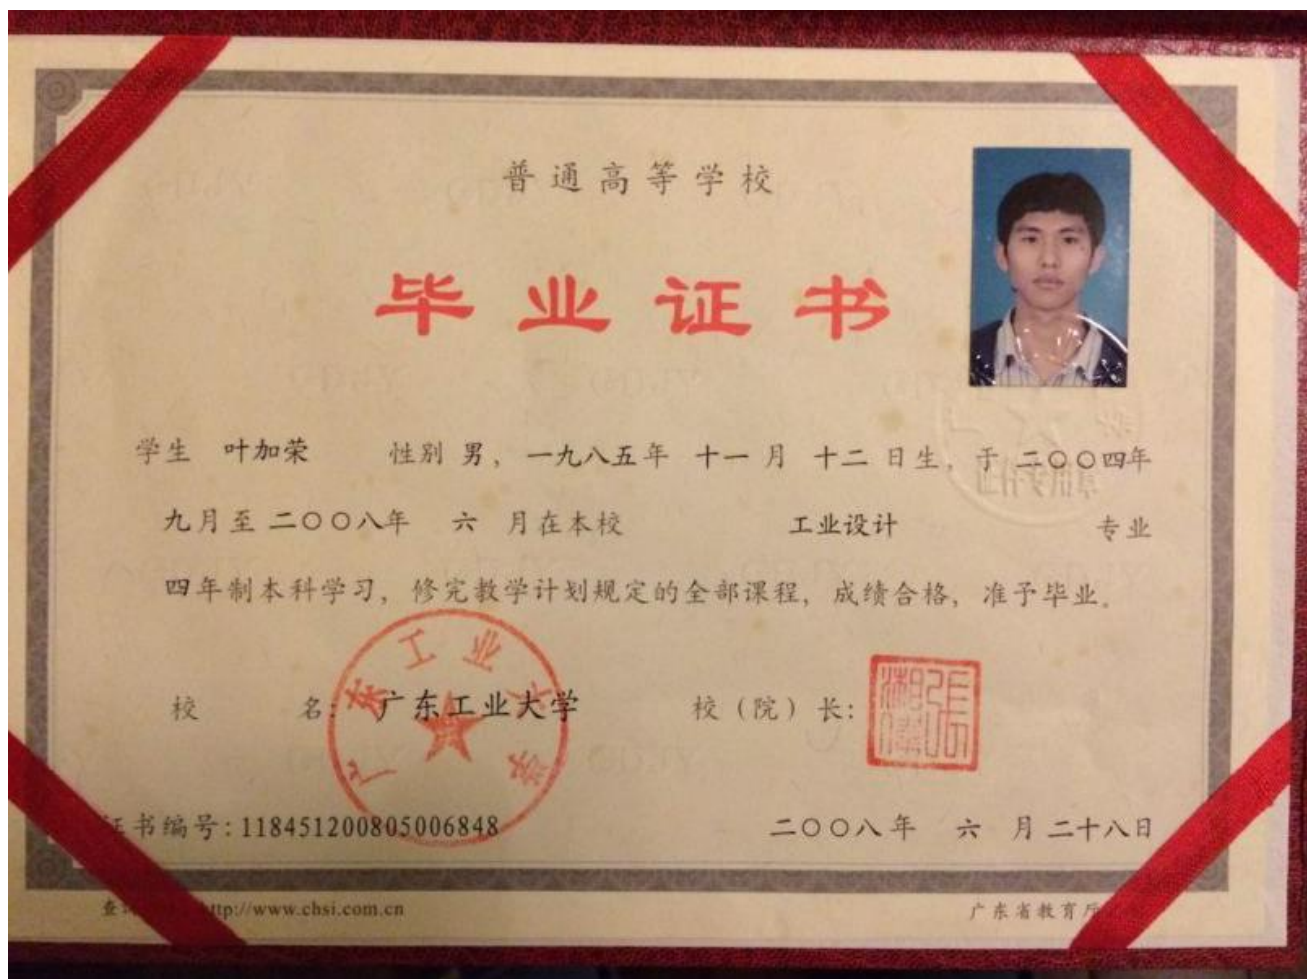 普通高等学校
毕业证书
学生 叶加荣 性别 男，一九八五年 十一 月 十二 日生，于 二〇〇四年
九月至 二〇〇八年 六 月在本校 工业设计 专业
四年制本科学习，修完教学计划规定的全部课程，成绩合格，准予毕业。
校 名：广东工业大学 校（院）长：
广东工业大学
证书编号：118451200805006848 二〇〇八年 六 月 二十八日
http://www.chsi.com.cn 广东省教育厅